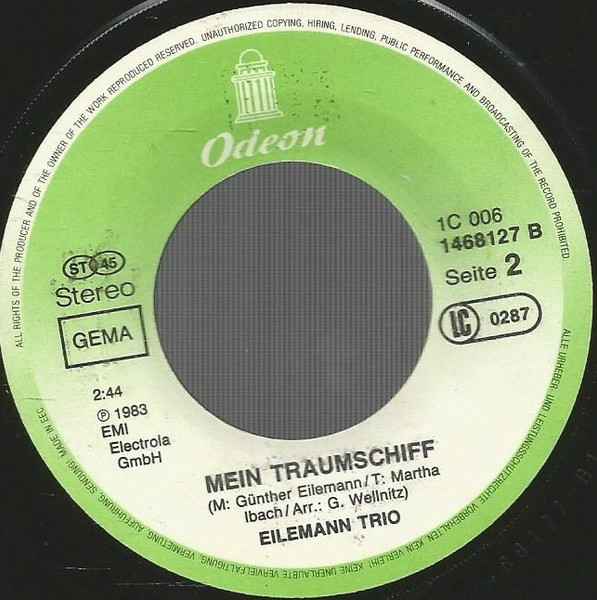 ALL RIGHTS OF THE PRODUCER AND OF THE OWNER OF THE WORK REPRODUCED RESERVED. UNAUTHORIZED COPYING, HIRING, LENDING, PUBLIC PERFORMANCE AND BROADCASTING OF THE RECORD PROHIBITED.
Odeon
1C 006
1468127 B
Seite 2
LC 0287
ST 45
Stereo
GEMA
2:44
Ⓟ 1983
EMI
Electrola
GmbH
MEIN TRAUMSCHIFF
(M: Günther Eilemann/T: Martha
Ibach/Arr.: G. Wellnitz)
EILEMANN TRIO
ALLE URHEBER- UND LEISTUNGSSCHUTZRECHTE VORBEHALTEN. KEIN VERLEIH! KEINE UNERLAUBTE VERVIELFÄLTIGUNG, VERMIETUNG, AUFFÜHRUNG, SENDUNG! MADE IN EEC